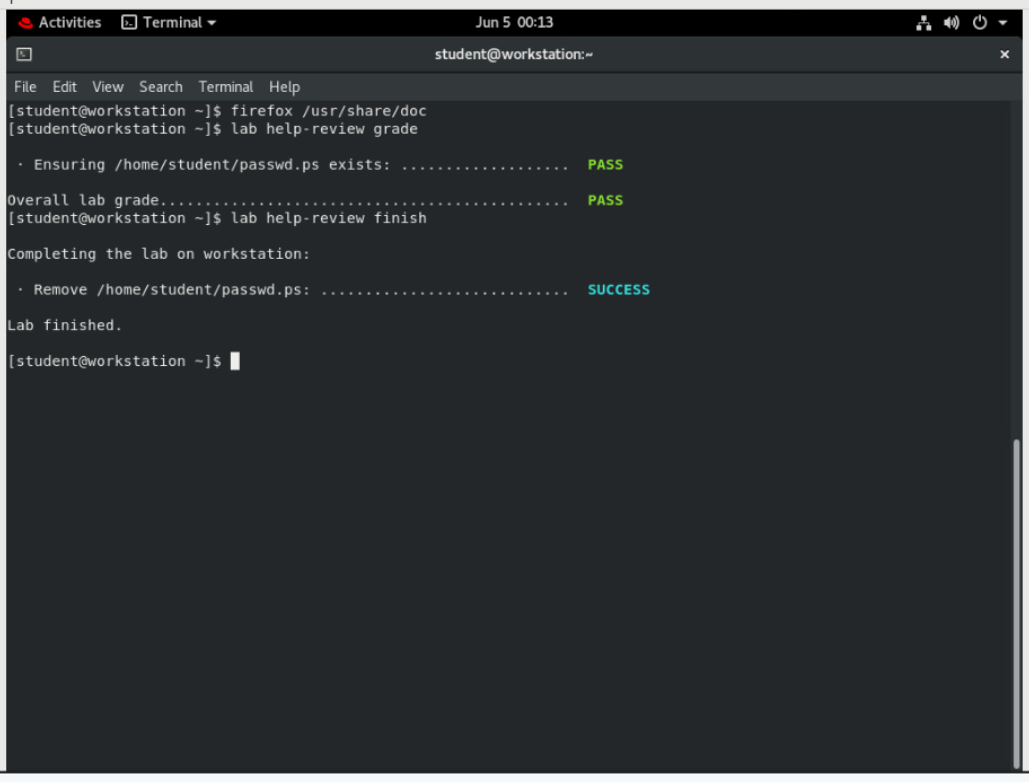 Activities Terminal Jun 5 00:13
student@workstation:~ ×
File Edit View Search Terminal Help
[student@workstation ~]$ firefox /usr/share/doc
[student@workstation ~]$ lab help-review grade
· Ensuring /home/student/passwd.ps exists: ................... PASS
Overall lab grade.............................................. PASS
[student@workstation ~]$ lab help-review finish
Completing the lab on workstation:
· Remove /home/student/passwd.ps: ............................ SUCCESS
Lab finished.
[student@workstation ~]$